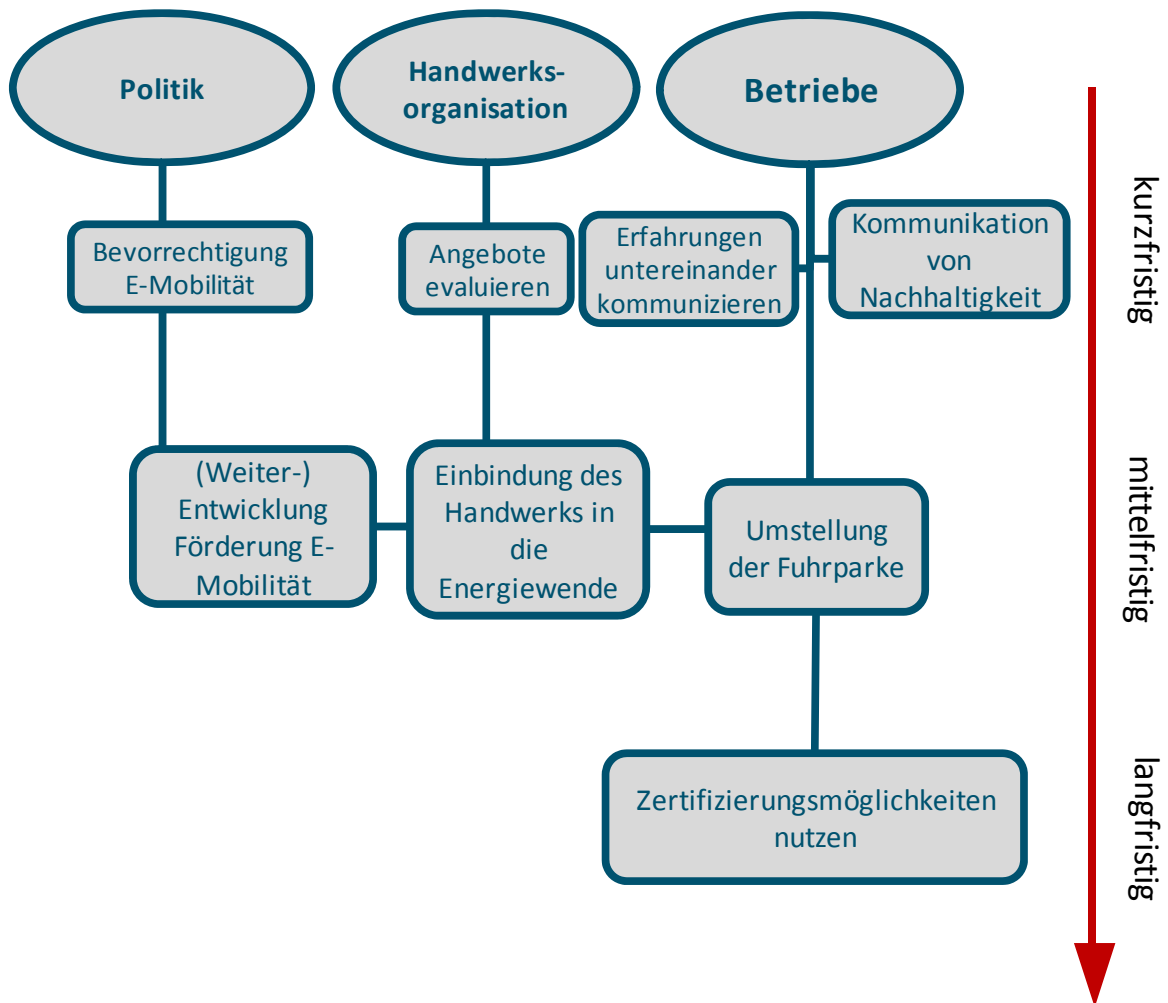 Politik
Handwerks-
organisation
Betriebe
Bevorrechtigung
E-Mobilität
Angebote
evaluieren
Erfahrungen
untereinander
kommunizieren
Kommunikation
von
Nachhaltigkeit
kurzfristig
(Weiter-)
Entwicklung
Förderung E-
Mobilität
Einbindung des
Handwerks in
die
Energiewende
Umstellung
der Fuhrparke
mittelfristig
Zertifizierungsmöglichkeiten
nutzen
langfristig